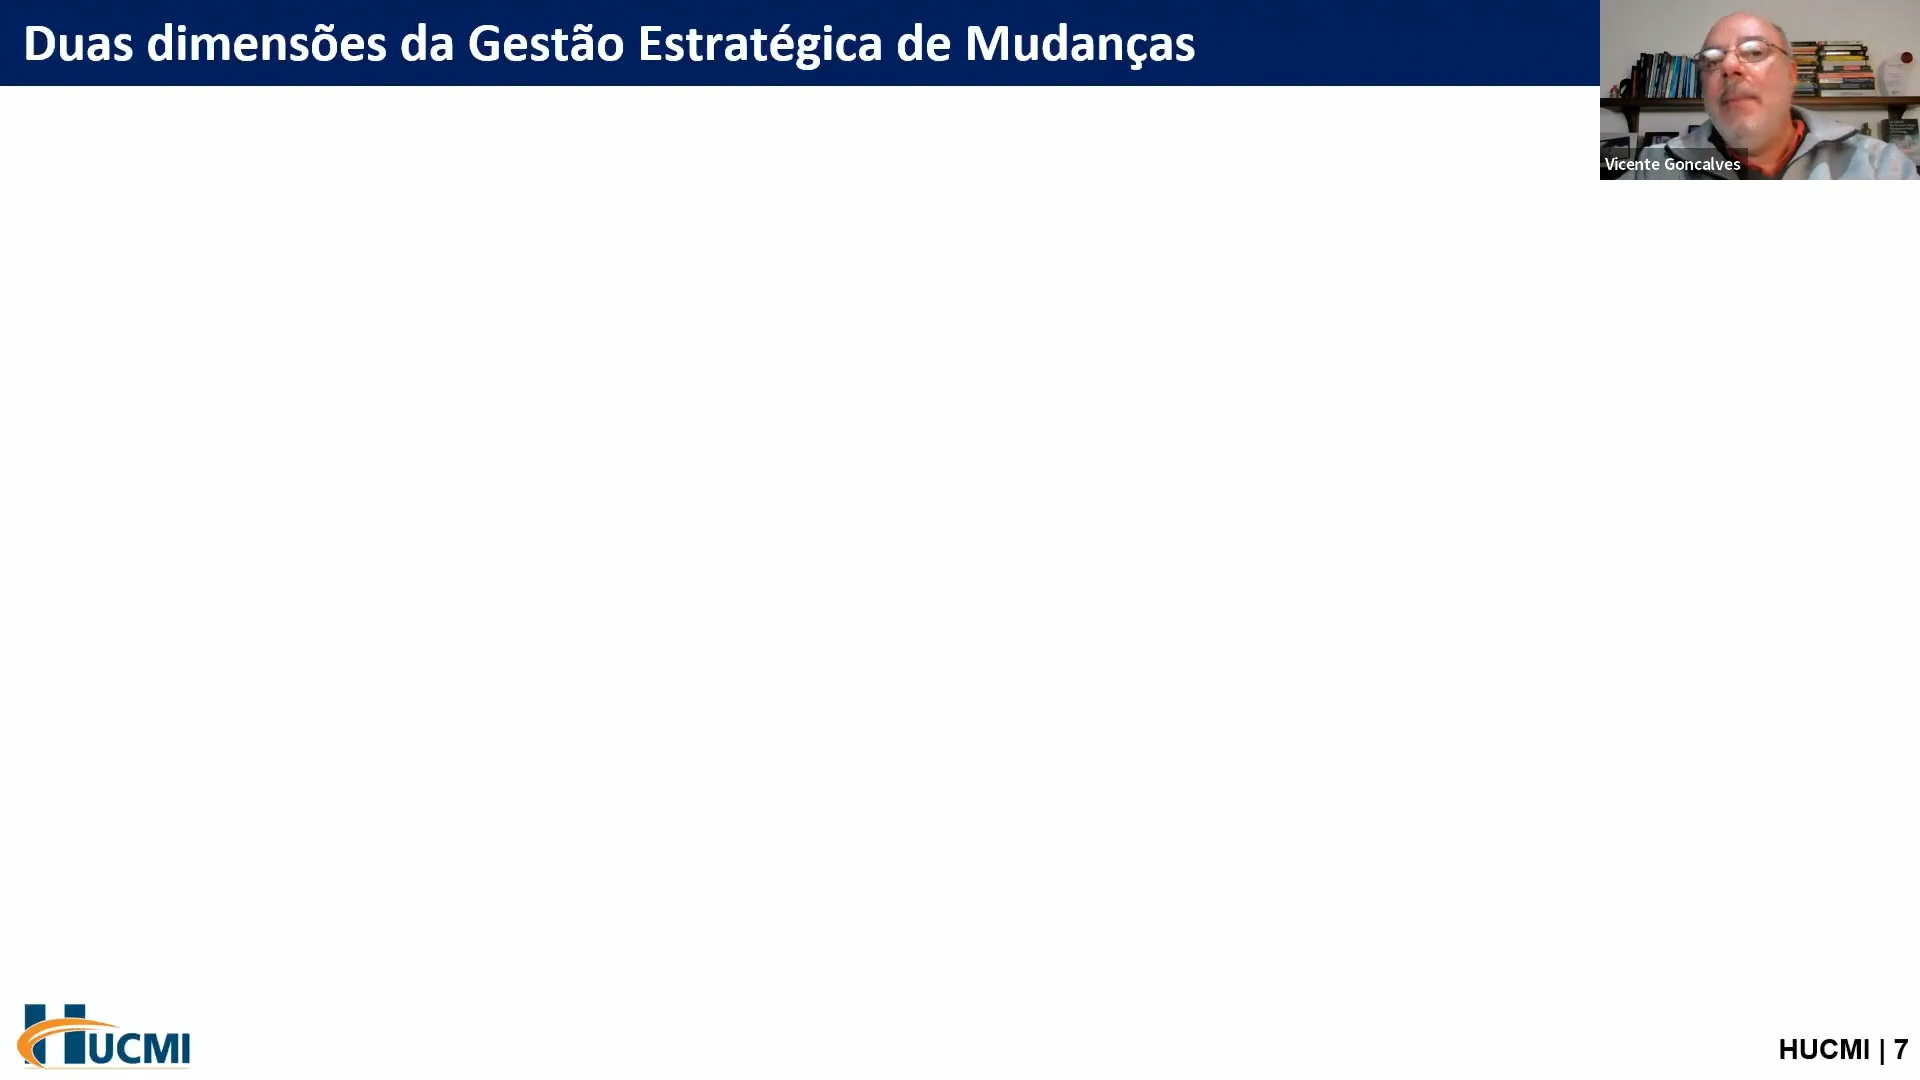 Duas dimensões da Gestão Estratégica de Mudanças
Vicente Goncalves
HUCMI
HUCMI | 7